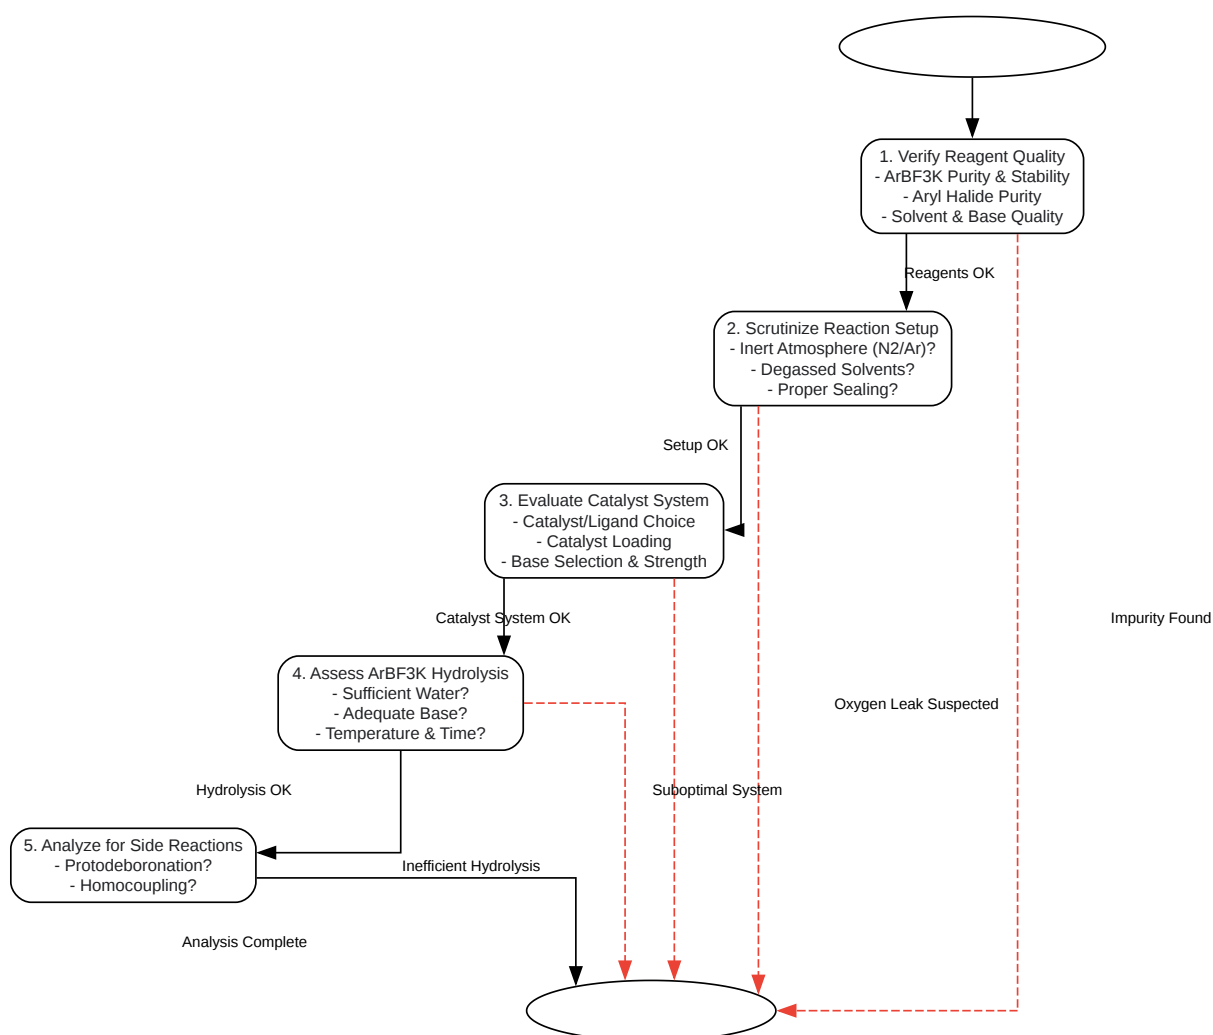 1. Verify Reagent Quality
- ArBF3K Purity & Stability
- Aryl Halide Purity
- Solvent & Base Quality
Reagents OK
2. Scrutinize Reaction Setup
- Inert Atmosphere (N2/Ar)?
- Degassed Solvents?
- Proper Sealing?
Setup OK
3. Evaluate Catalyst System
- Catalyst/Ligand Choice
- Catalyst Loading
- Base Selection & Strength
Catalyst System OK
Impurity Found
4. Assess ArBF3K Hydrolysis
- Sufficient Water?
- Adequate Base?
- Temperature & Time?
Oxygen Leak Suspected
Hydrolysis OK
Suboptimal System
5. Analyze for Side Reactions
- Protodeboronation?
- Homocoupling?
Inefficient Hydrolysis
Analysis Complete